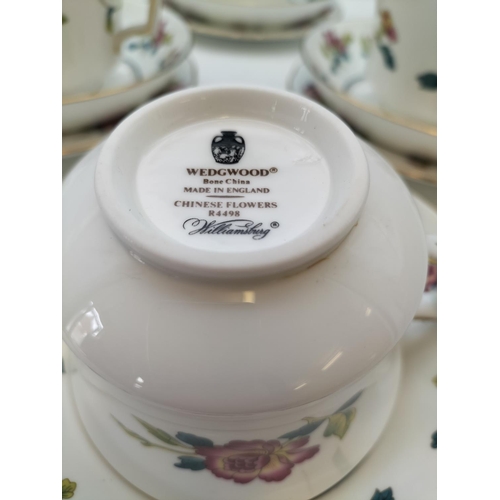 WEDGWOOD®
Bone China
MADE IN ENGLAND
CHINESE FLOWERS
R4498
Williamsburg®